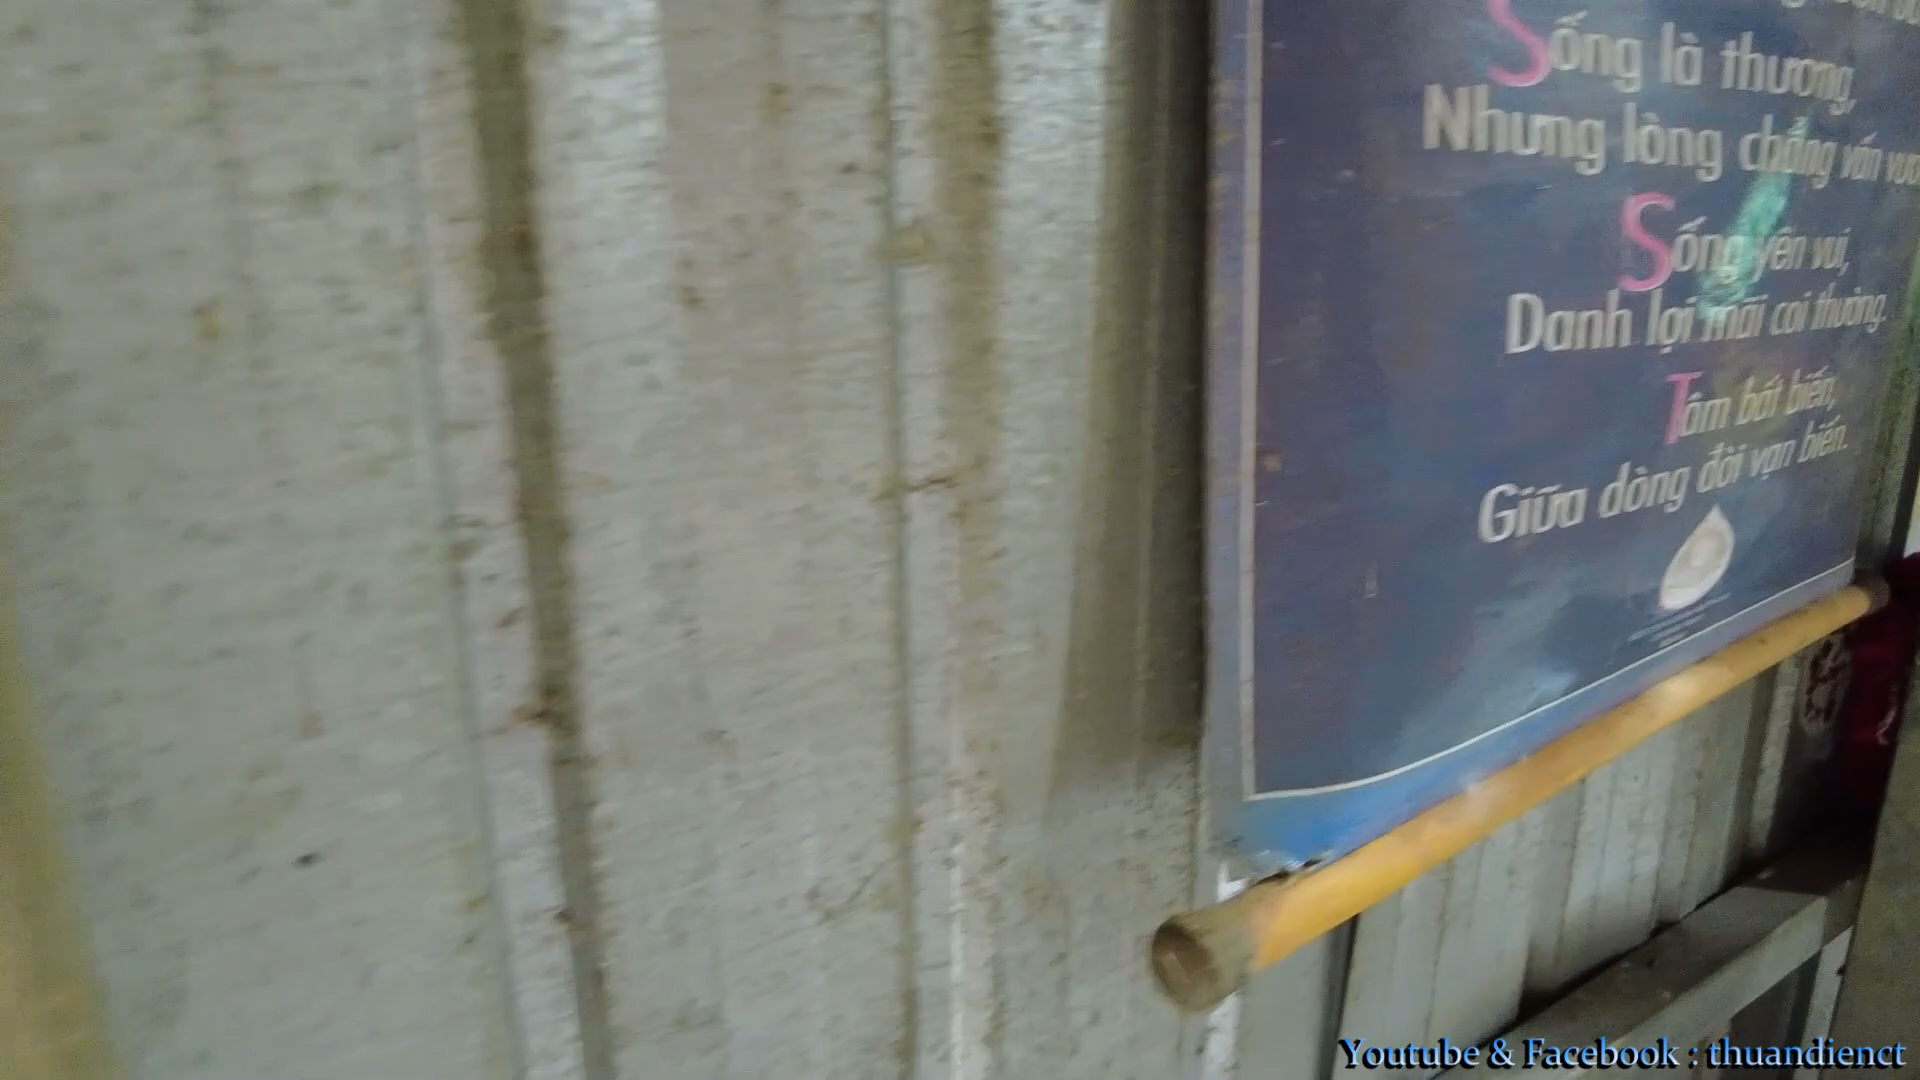 Sống là thương,
Nhưng lòng chẳng vấn
Sống yên vui,
Danh lợi mãi coi thường.
Tâm bất biến,
Giữa dòng đời vạn biến.
Youtube & Facebook : thuandienct